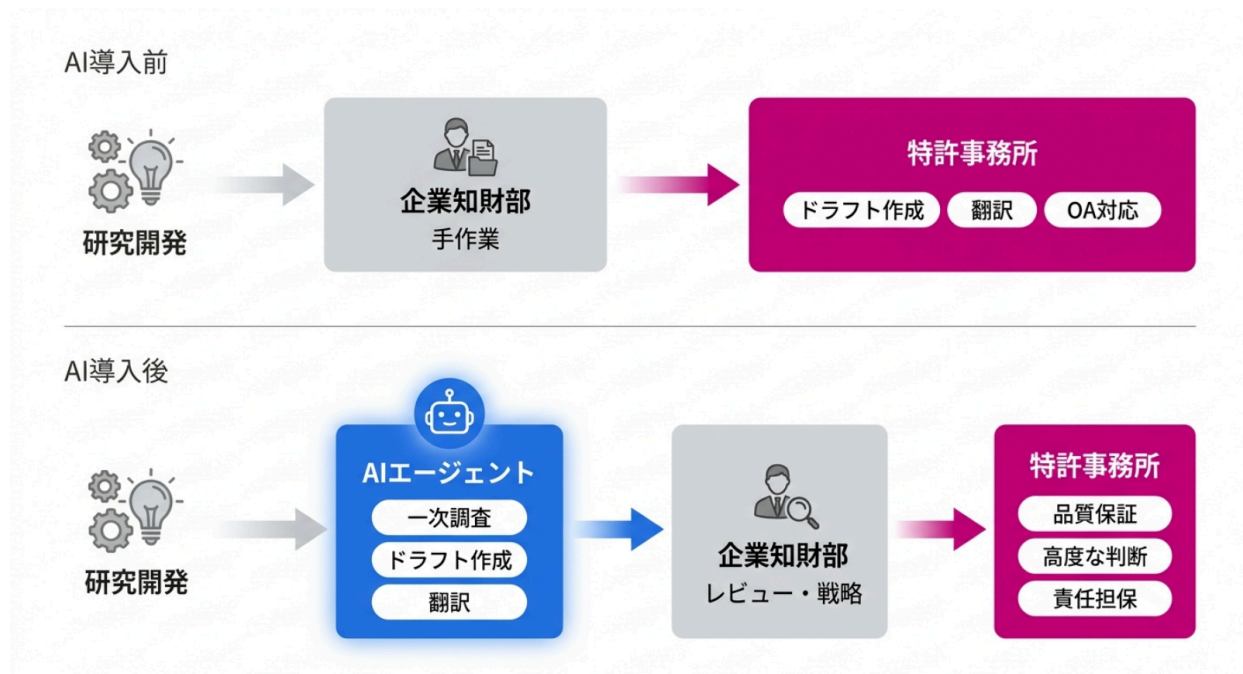 AI導入前
研究開発
企業知財部
手作業
特許事務所
ドラフト作成
翻訳
OA対応
AI導入後
研究開発
AIエージェント
一次調査
ドラフト作成
翻訳
企業知財部
レビュー・戦略
特許事務所
品質保証
高度な判断
責任担保